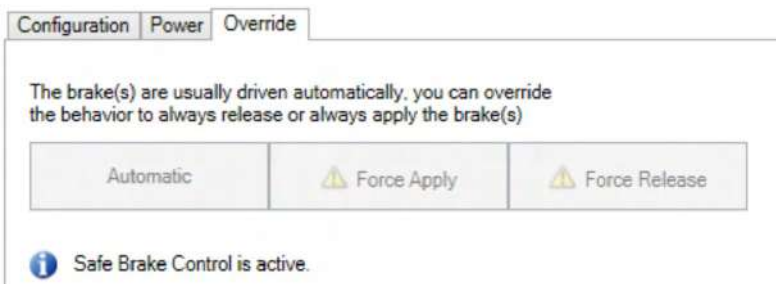 Configuration Power Override
The brake(s) are usually driven automatically, you can override
the behavior to always release or always apply the brake(s)
Automatic Force Apply Force Release
Safe Brake Control is active.